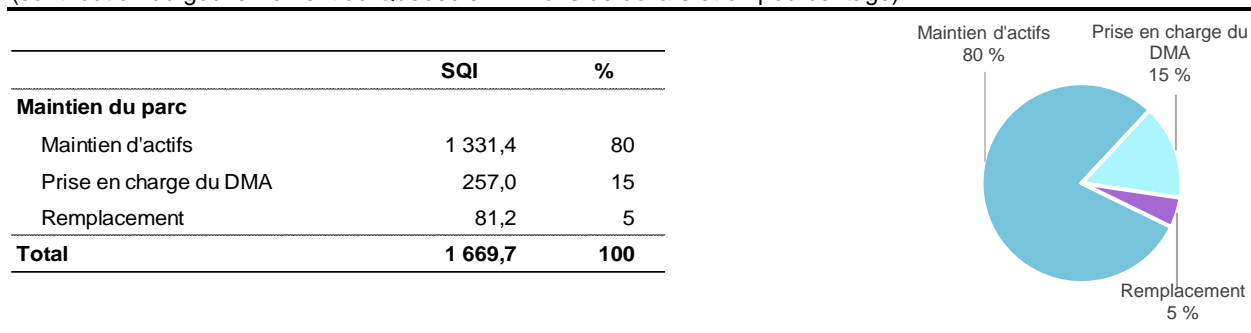 SQI %
Maintien du parc
Maintien d'actifs 1 331,4 80
Prise en charge du DMA 257,0 15
Remplacement 81,2 5
Total 1 669,7 100
Maintien d'actifs
80 %
Prise en charge du
DMA
15 %
Remplacement
5 %